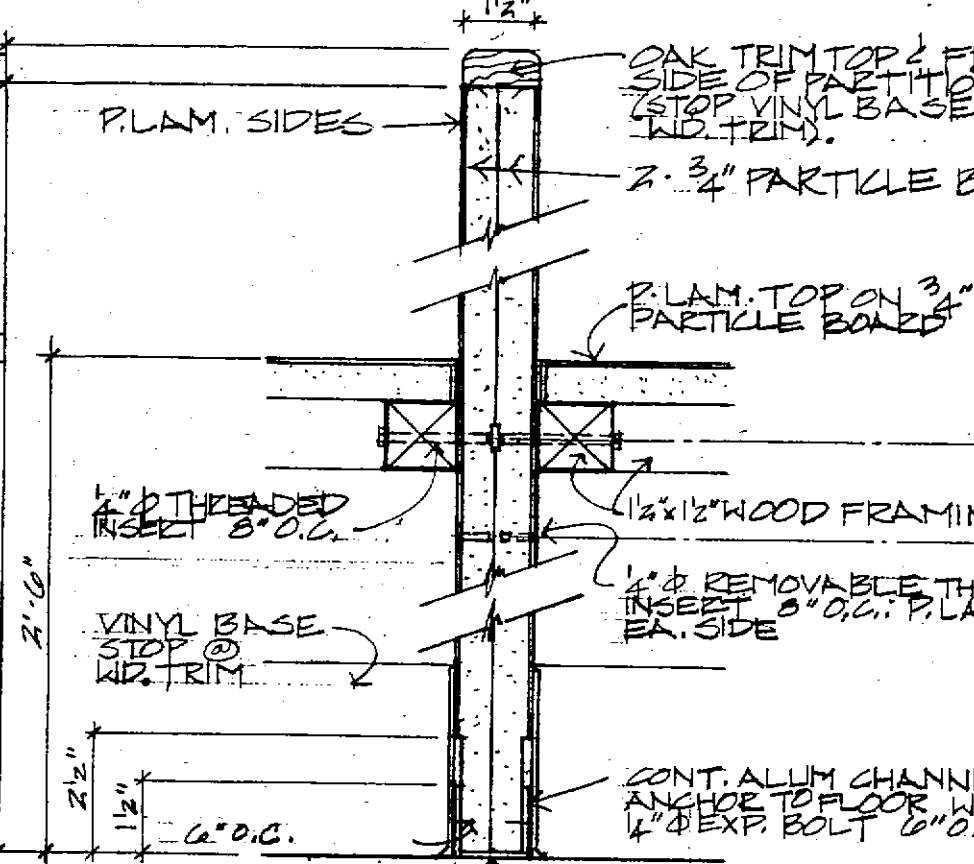 1½"
OAK TRIM TOP &
SIDE OF PARTITIO
(STOP VINYL BASE
WD. TRIM).
P.LAM. SIDES
2- ¾" PARTICLE B
P.LAM. TOP ON ¾"
PARTICLE BOARD
¼" Φ THREADED
INSERT 8" O.C.
1½"x1½" WOOD FRAMIN
2'-6"
¼" Φ REMOVABLE TH
INSERT 8" O.C.: P.LA
EA. SIDE
VINYL BASE
STOP @
WD. TRIM
2½"
1½"
6" O.C.
CONT. ALUM CHANN
ANCHOR TO FLOOR W
¼" Φ EXP. BOLT 6" O.